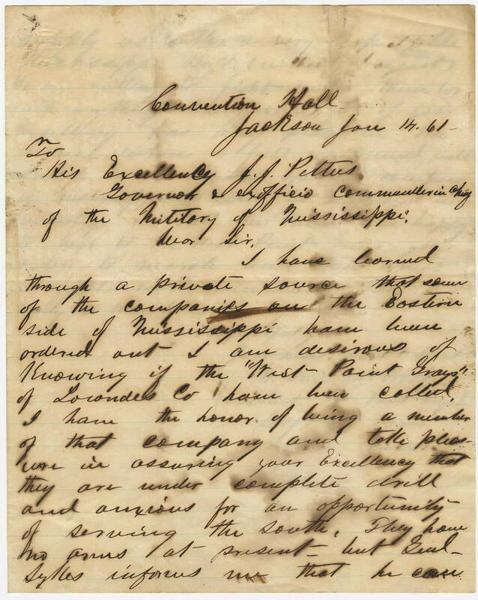 Convention Hall
Jackson Jan 14. 61
To
His Excellency J. J. Pettus
Governor & exofficio Commander in Chief
of the Military of Mississippi.
Dear Sir,
I have learned
through a private source that some
of the companies on the Eastern
side of Mississippi have been
ordered out I am desirous of
Knowing if the "West Point Grays"
of Lowndes Co have been called,
I have the honor of being a member
of that company and take pleas
ure in assuring your Excellency that
they are under complete drill
and anxious for an opportunity
of serving the South. They have
no arms at present – but Genl-
Sykes informs me that he can